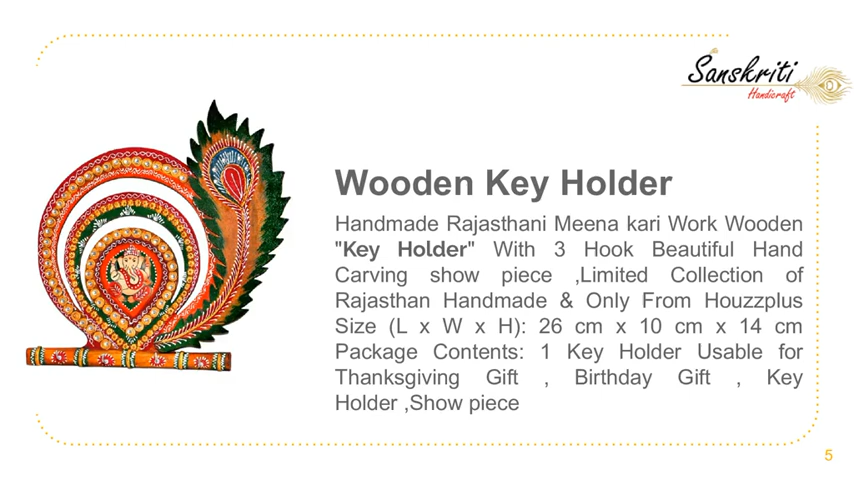 Sanskriti
Handicraft
Wooden Key Holder
Handmade Rajasthani Meena kari Work Wooden
"Key Holder" With 3 Hook Beautiful Hand
Carving show piece ,Limited Collection of
Rajasthan Handmade & Only From Houzzplus
Size (L x W x H): 26 cm x 10 cm x 14 cm
Package Contents: 1 Key Holder Usable for
Thanksgiving Gift , Birthday Gift , Key
Holder ,Show piece
5